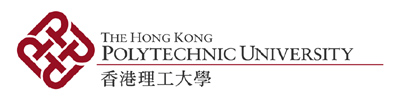 THE HONG KONG
POLYTECHNIC UNIVERSITY
香港理工大學